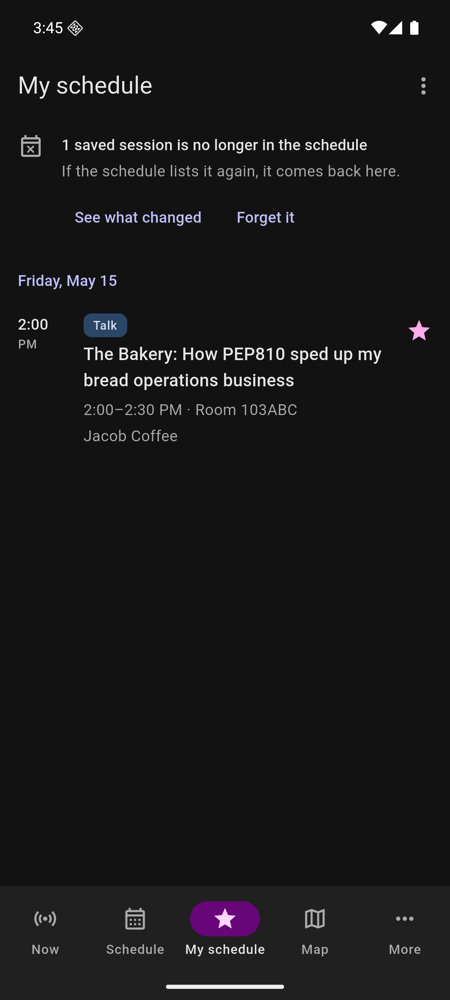 3:45
My schedule
1 saved session is no longer in the schedule
If the schedule lists it again, it comes back here.
See what changed
Forget it
Friday, May 15
2:00
PM
Talk
The Bakery: How PEP810 sped up my
bread operations business
2:00–2:30 PM · Room 103ABC
Jacob Coffee
Now
Schedule
My schedule
Map
More